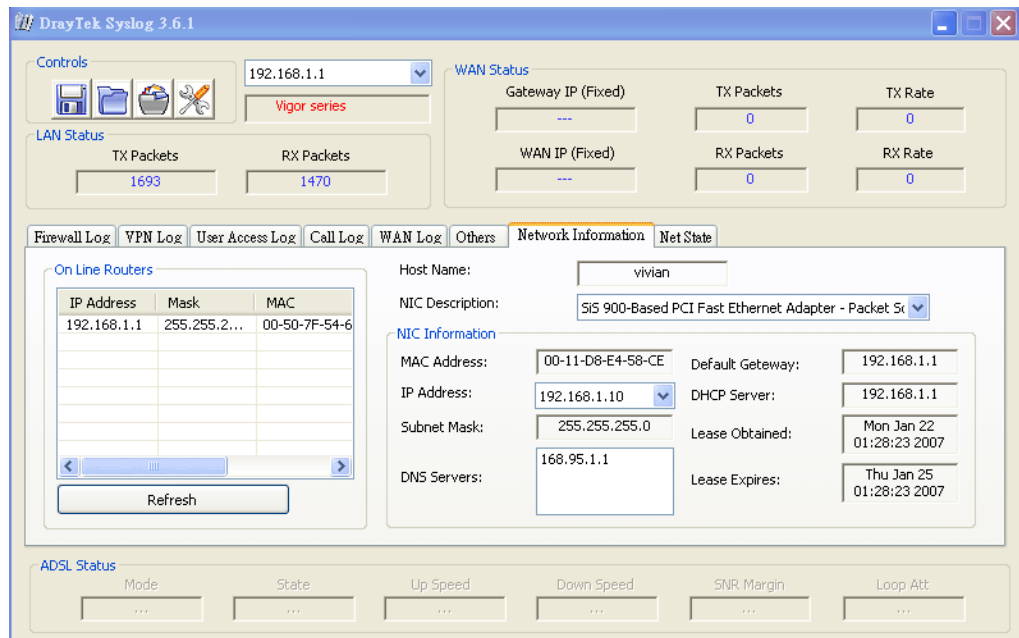 DrayTek Syslog 3.6.1
Controls
192.168.1.1
Vigor series
WAN Status
Gateway IP (Fixed)
TX Packets
TX Rate
---
0
0
WAN IP (Fixed)
RX Packets
RX Rate
---
0
0
LAN Status
TX Packets
RX Packets
1693
1470
Firewall Log
VPN Log
User Access Log
Call Log
WAN Log
Others
Network Information
Net State
On Line Routers
IP Address
Mask
MAC
192.168.1.1
255.255.2...
00-50-7F-54-6
Refresh
Host Name:
vivian
NIC Description:
SiS 900-Based PCI Fast Ethernet Adapter - Packet Sc
NIC Information
MAC Address:
00-11-D8-E4-58-CE
IP Address:
192.168.1.10
Subnet Mask:
255.255.255.0
DNS Servers:
168.95.1.1
Default Geteway:
192.168.1.1
DHCP Server:
192.168.1.1
Lease Obtained:
Mon Jan 22
01:28:23 2007
Lease Expires:
Thu Jan 25
01:28:23 2007
ADSL Status
Mode
State
Up Speed
Down Speed
SNR Margin
Loop Att
...
...
...
...
...
...